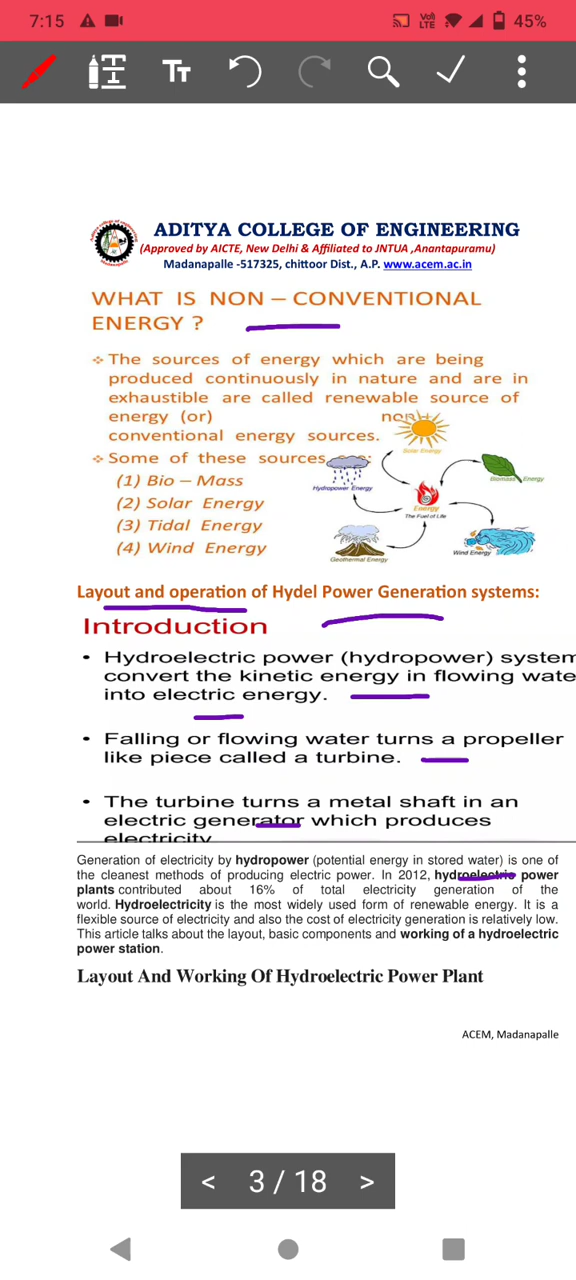 7:15
Volt
LTE
45%
TT
ADITYA COLLEGE OF ENGINEERING
(Approved by AICTE, New Delhi & Affiliated to JNTUA ,Anantapuramu)
Madanapalle -517325, chittoor Dist., A.P. www.acem.ac.in
WHAT IS NON – CONVENTIONAL
ENERGY ?
❖ The sources of energy which are being
produced continuously in nature and are in
exhaustible are called renewable source of
energy (or) non
conventional energy sources.
❖ Some of these sources
(1) Bio – Mass
(2) Solar Energy
(3) Tidal Energy
(4) Wind Energy
Solar Energy
Hydropower Energy
Biomass Energy
Energy
The Fuel of Life
Geothermal Energy
Wind Energy
Layout and operation of Hydel Power Generation systems:
Introduction
• Hydroelectric power (hydropower) system
convert the kinetic energy in flowing wate
into electric energy.
• Falling or flowing water turns a propeller
like piece called a turbine.
• The turbine turns a metal shaft in an
electric generator which produces
electricity
Generation of electricity by hydropower (potential energy in stored water) is one of
the cleanest methods of producing electric power. In 2012, hydroelectric power
plants contributed about 16% of total electricity generation of the
world. Hydroelectricity is the most widely used form of renewable energy. It is a
flexible source of electricity and also the cost of electricity generation is relatively low.
This article talks about the layout, basic components and working of a hydroelectric
power station.
Layout And Working Of Hydroelectric Power Plant
ACEM, Madanapalle
< 3 / 18 >